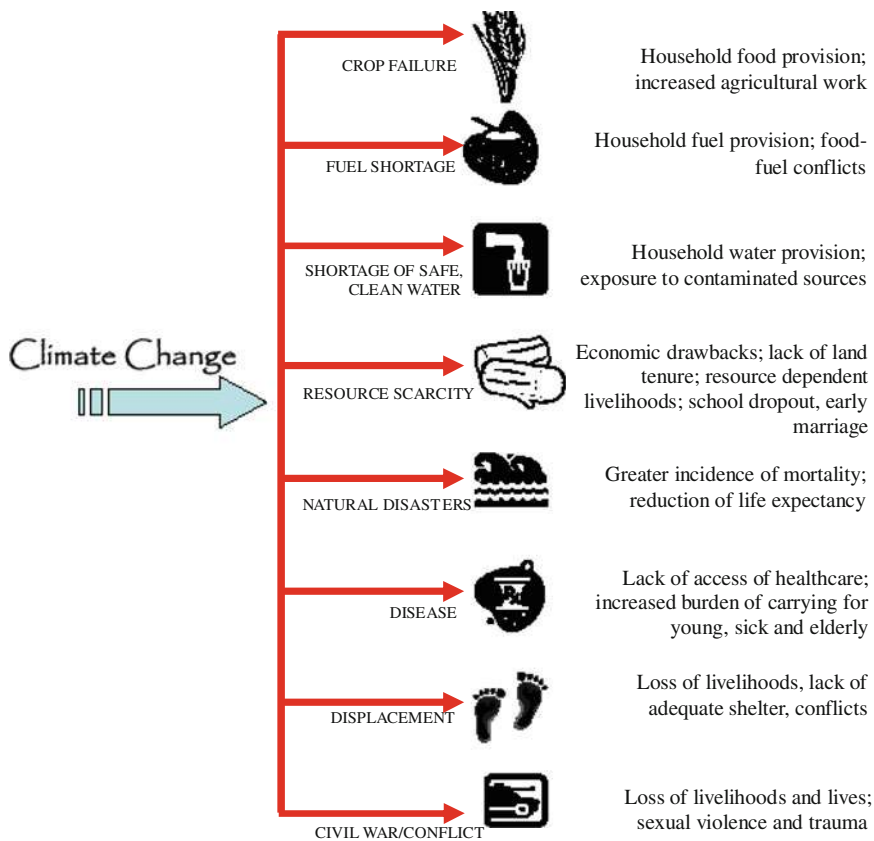 CROP FAILURE
Household food provision;
increased agricultural work
FUEL SHORTAGE
Household fuel provision; food-
fuel conflicts
SHORTAGE OF SAFE,
CLEAN WATER
Household water provision;
exposure to contaminated sources
Climate Change
RESOURCE SCARCITY
Economic drawbacks; lack of land
tenure; resource dependent
livelihoods; school dropout, early
marriage
NATURAL DISASTERS
Greater incidence of mortality;
reduction of life expectancy
DISEASE
Rx
Lack of access of healthcare;
increased burden of carrying for
young, sick and elderly
DISPLACEMENT
Loss of livelihoods, lack of
adequate shelter, conflicts
CIVIL WAR/CONFLICT
Loss of livelihoods and lives;
sexual violence and trauma